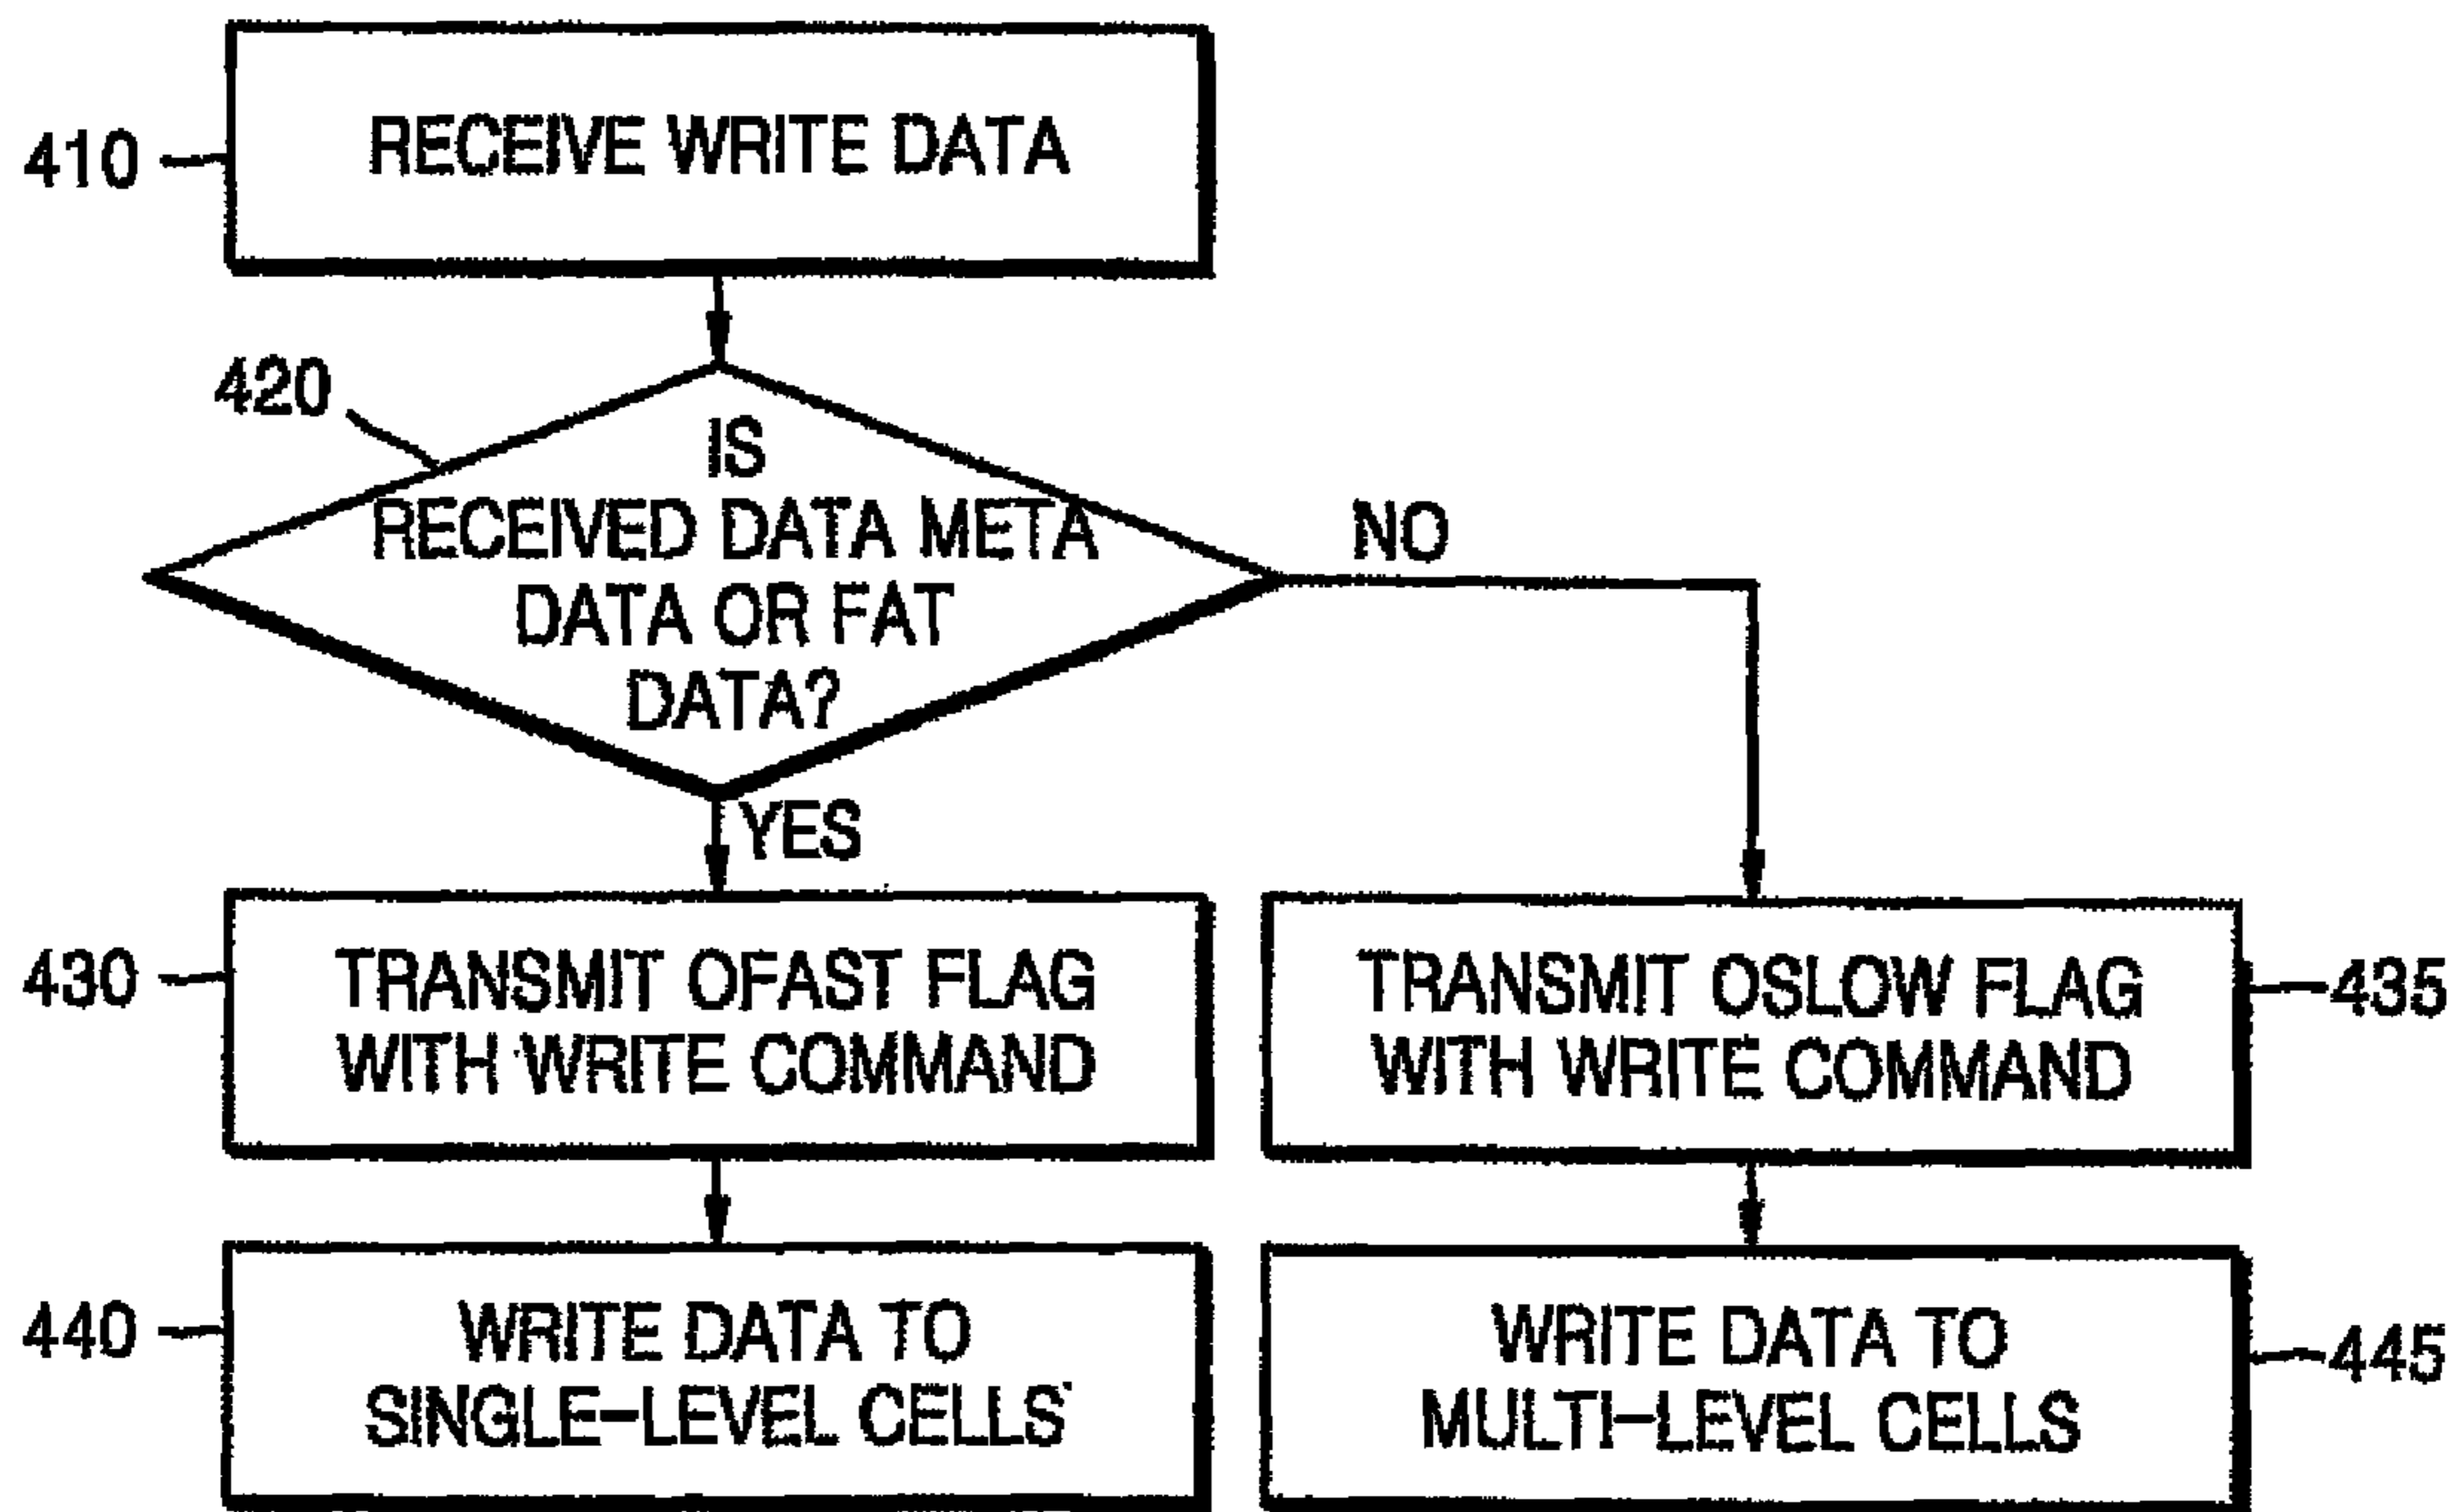 410
RECEIVE WRITE DATA
420
IS
RECEIVED DATA META
DATA OR FAT
DATA?
NO
YES
430
TRANSMIT OFAST FLAG
WITH WRITE COMMAND
TRANSMIT OSLOW FLAG
WITH WRITE COMMAND
435
440
WRITE DATA TO
SINGLE-LEVEL CELLS
WRITE DATA TO
MULTI-LEVEL CELLS
445